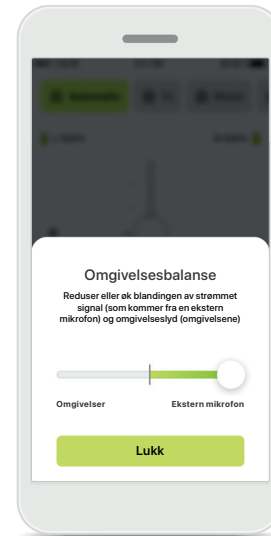 Omgivelsesbalanse
Reduser eller øk blandingen av strømmet
signal (som kommer fra en ekstern
mikrofon) og omgivelseslyd (omgivelsene)
Omgivelser Ekstern mikrofon
Lukk